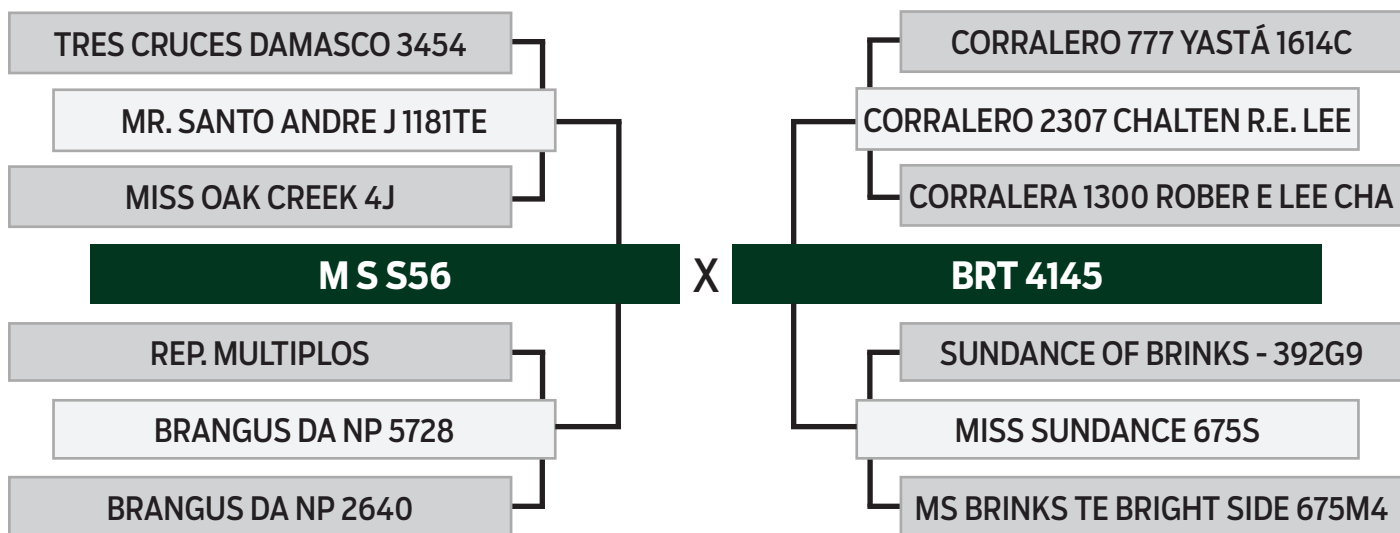 TRES CRUCES DAMASCO 3454
MR. SANTO ANDRE J 1181TE
MISS OAK CREEK 4J
M S S56
REP. MULTIPLOS
BRANGUS DA NP 5728
BRANGUS DA NP 2640
X
CORRALERO 777 YASTÁ 1614C
CORRALERO 2307 CHALTEN R.E. LEE
CORRALERA 1300 ROBER E LEE CHA
BRT 4145
SUNDANCE OF BRINKS - 392G9
MISS SUNDANCE 675S
MS BRINKS TE BRIGHT SIDE 675M4